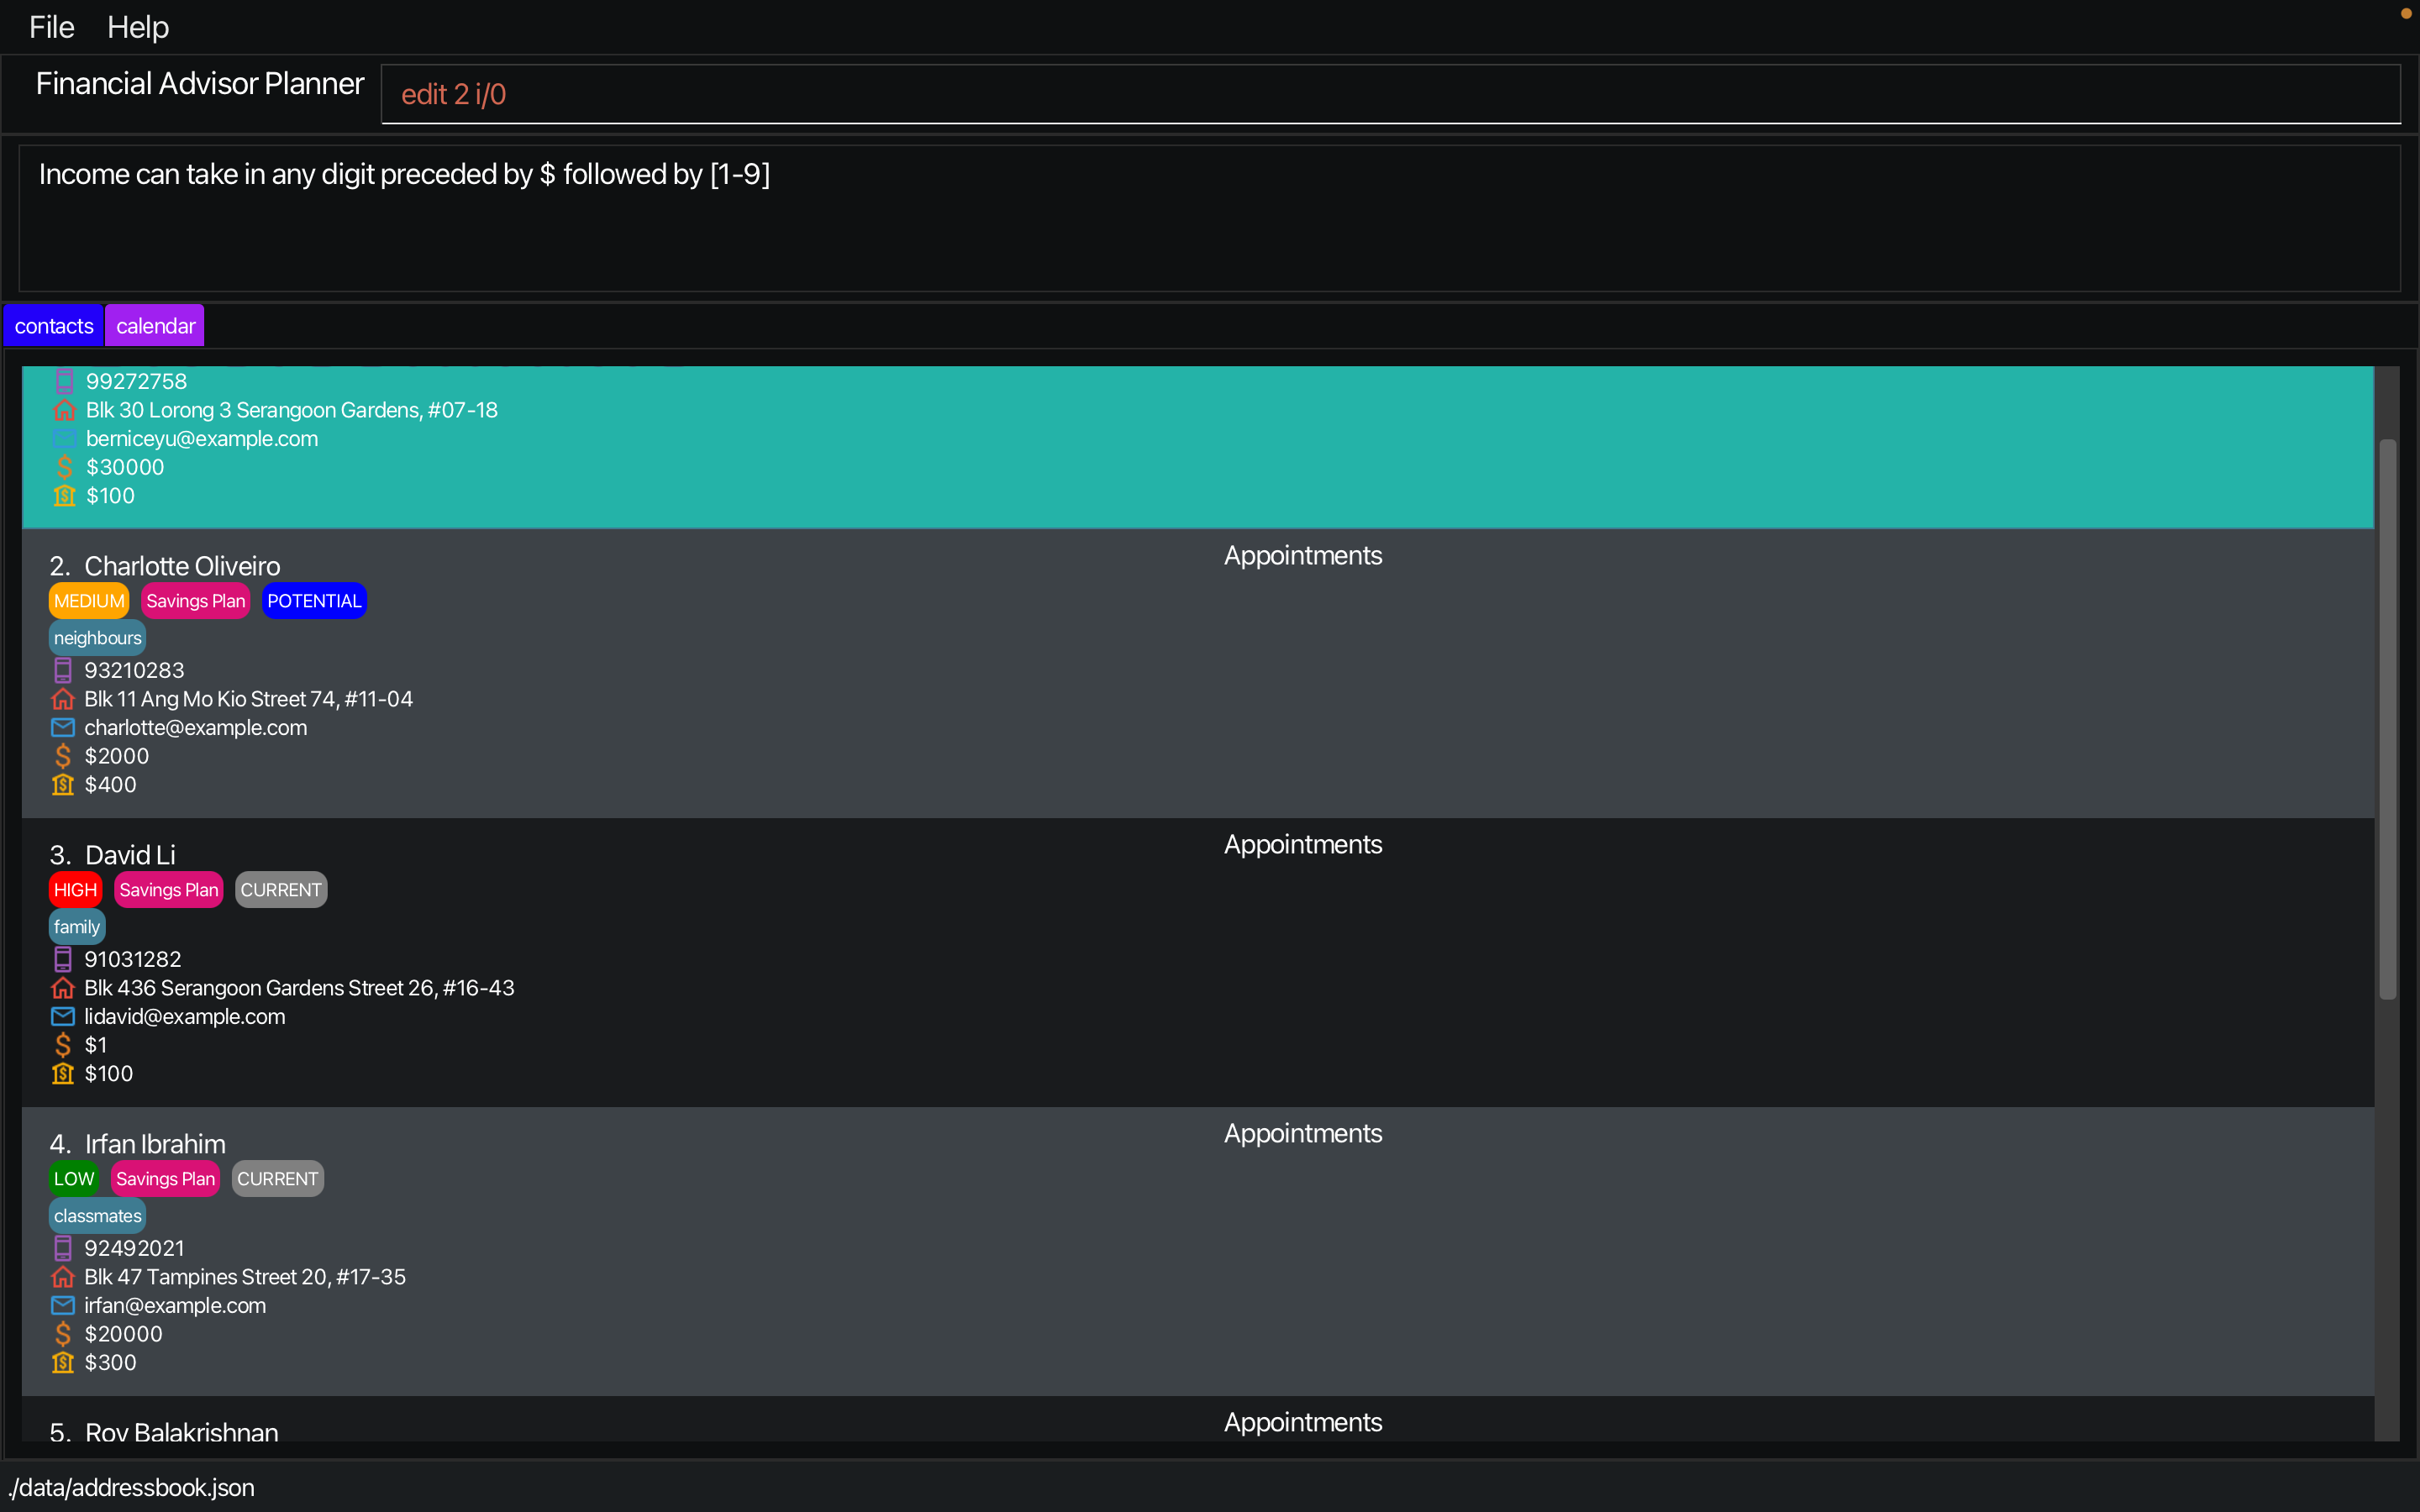 File Help
Financial Advisor Planner edit 2 i/0
Income can take in any digit preceded by $ followed by [1-9]
contacts calendar
99272758
Blk 30 Lorong 3 Serangoon Gardens, #07-18
berniceyu@example.com
$30000
$100
2. Charlotte Oliveiro Appointments
MEDIUM Savings Plan POTENTIAL
neighbours
93210283
Blk 11 Ang Mo Kio Street 74, #11-04
charlotte@example.com
$2000
$400
3. David Li Appointments
HIGH Savings Plan CURRENT
family
91031282
Blk 436 Serangoon Gardens Street 26, #16-43
lidavid@example.com
$1
$100
4. Irfan Ibrahim Appointments
LOW Savings Plan CURRENT
classmates
92492021
Blk 47 Tampines Street 20, #17-35
irfan@example.com
$20000
$300
5. Roy Balakrishnan Appointments
./data/addressbook.json